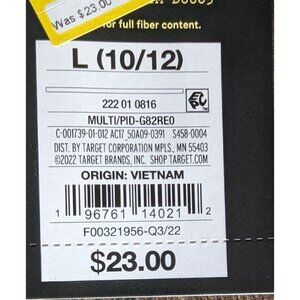 Was $23.00
for full fiber content.
L (10/12)
222 01 0816
MULTI/PID-G82RE0
C-001739-01-012 AC17 50A09-0391 S458-0004
DIST. BY TARGET CORPORATION MPLS., MN 55403
©2022 TARGET BRANDS, INC. SHOP TARGET.COM
ORIGIN: VIETNAM
1 96761 14021 2
F00321956-Q3/22
$23.00